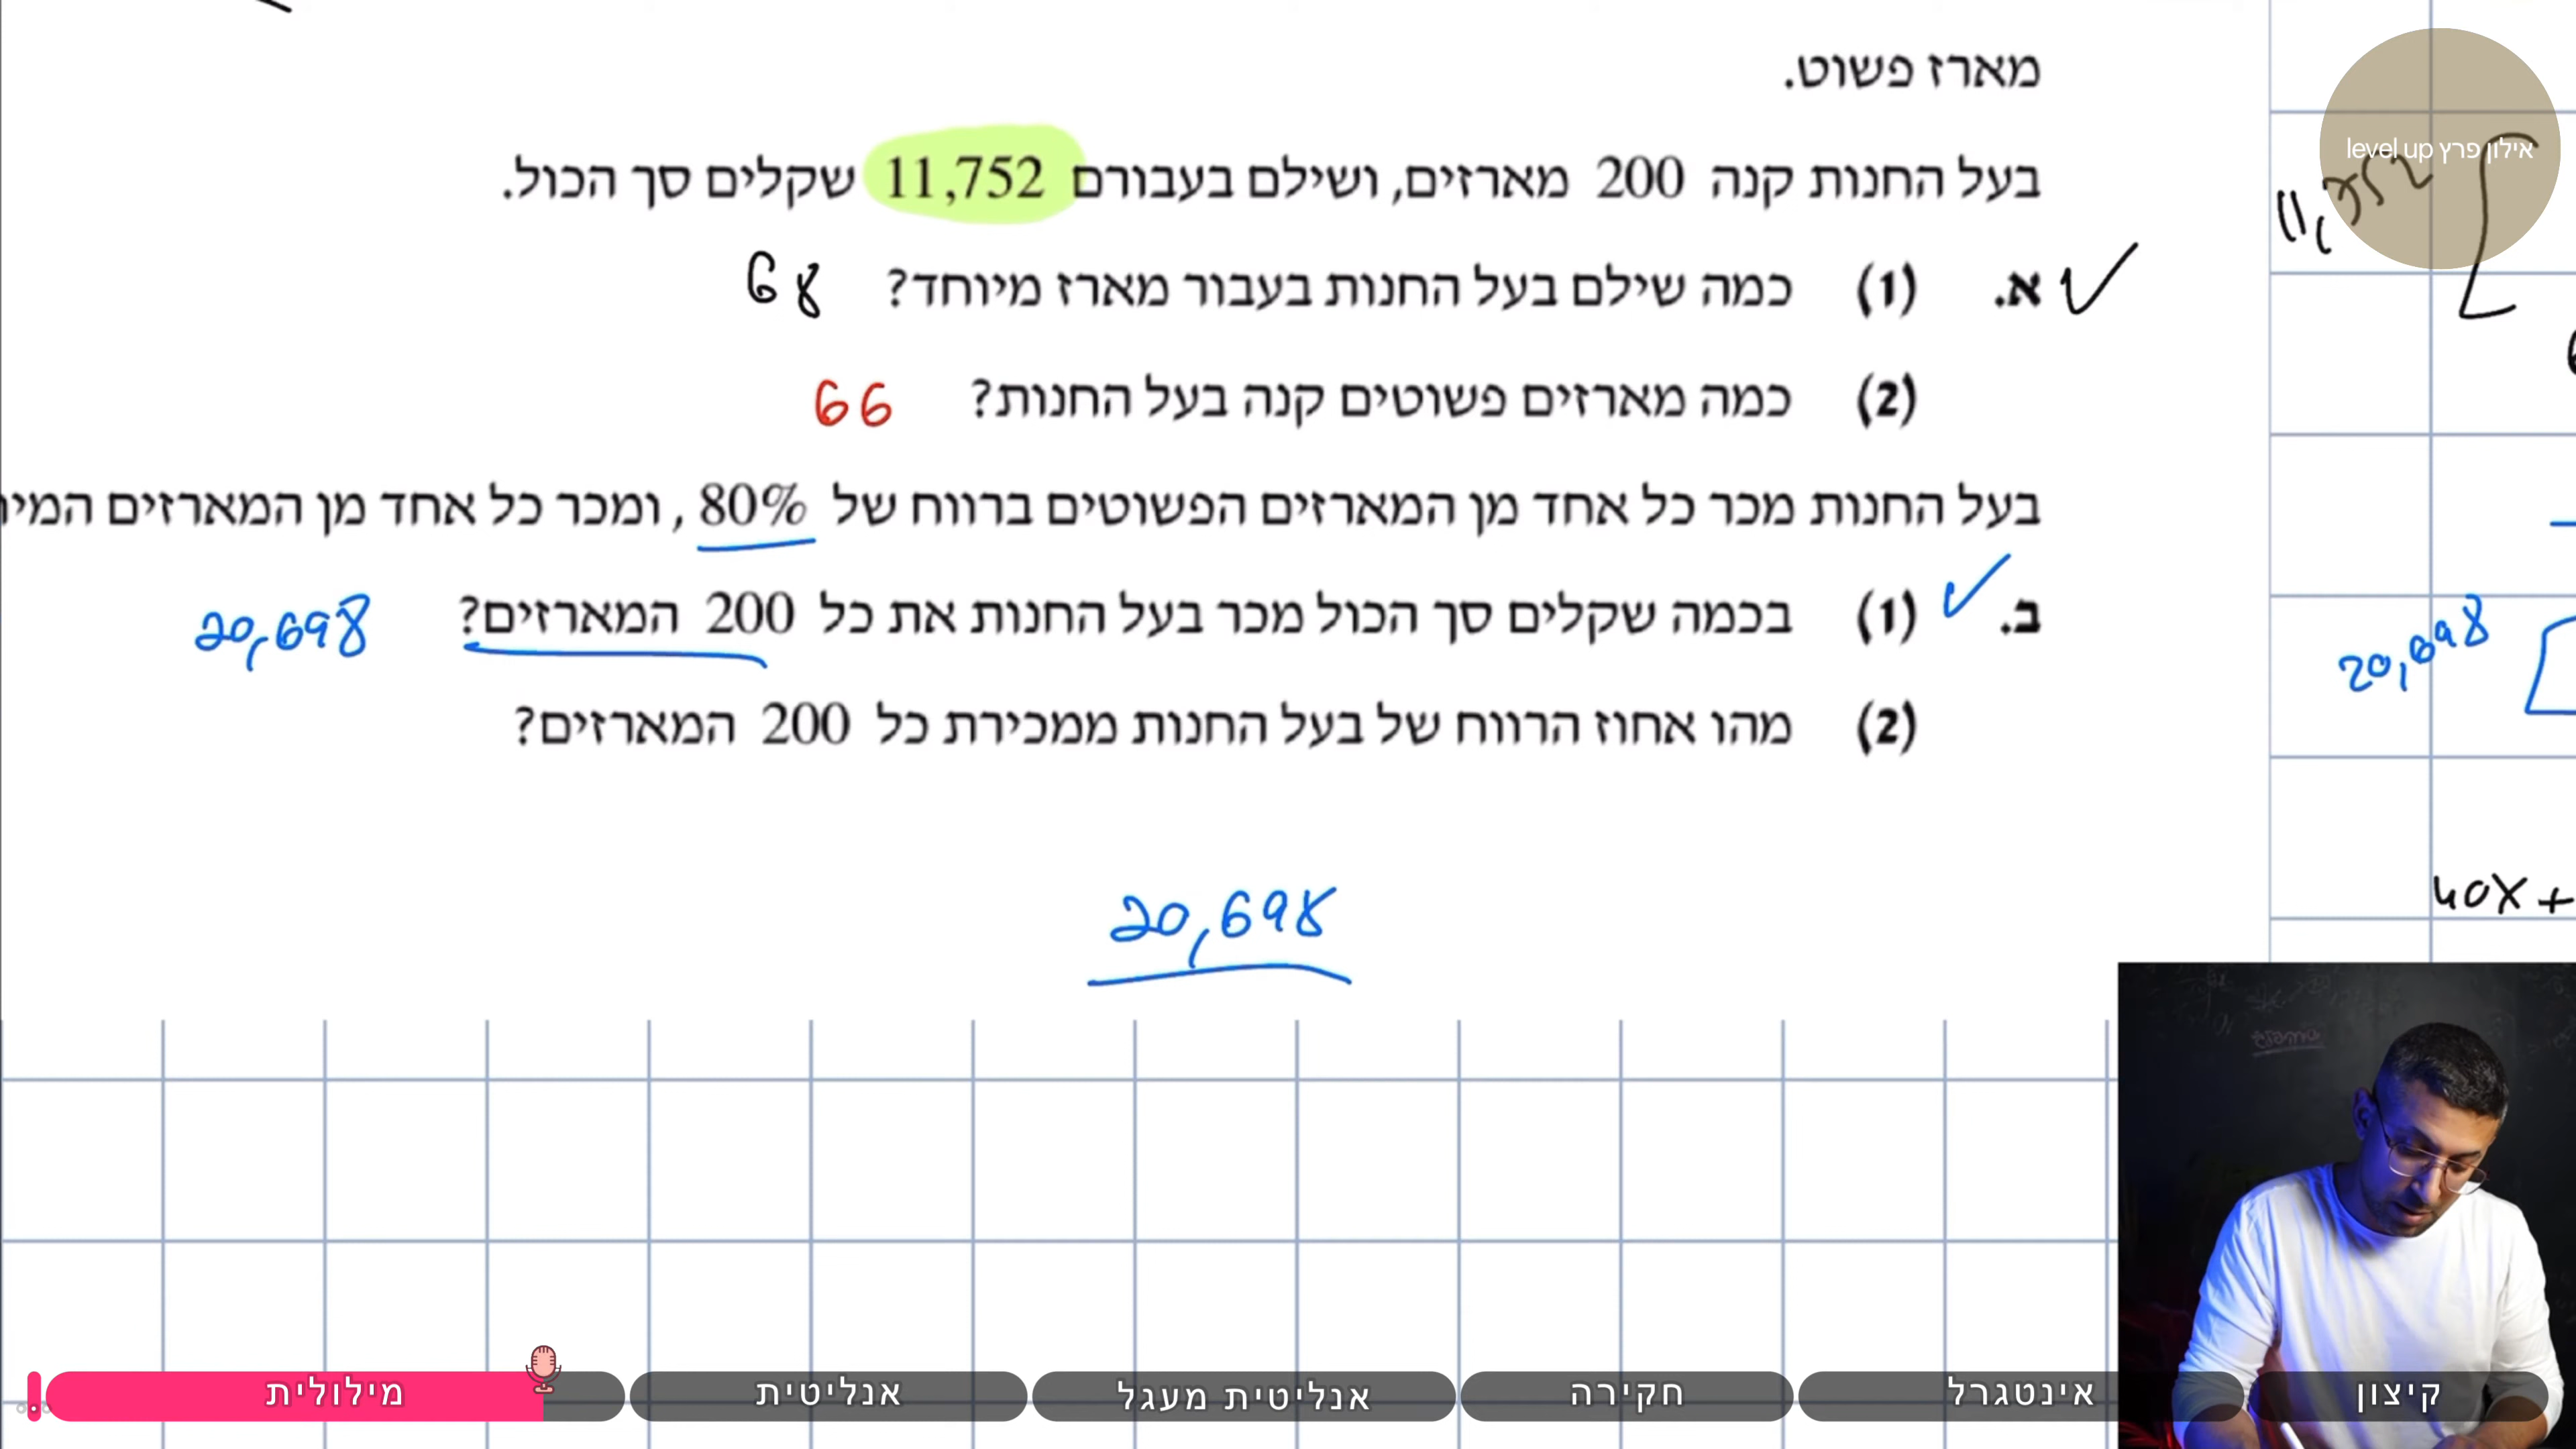 מארז פשוט.
בעל החנות קנה 200 מארזים, ושילם בעבורם 11,752 שקלים סך הכול.
א. (1) כמה שילם בעל החנות בעבור מארז מיוחד? 68
(2) כמה מארזים פשוטים קנה בעל החנות? 66
בעל החנות מכר כל אחד מן המארזים הפשוטים ברווח של 80%, ומכר כל אחד מן המארזים
ב. (1) בכמה שקלים סך הכול מכר בעל החנות את כל 200 המארזים? 20,698
(2) מהו אחוז הרווח של בעל החנות ממכירת כל 200 המארזים?
20,698
אילון פרץ level up
20,698
40X +
מילולית
אנליטית
אנליטית מעגל
חקירה
אינטגרל
קיצון